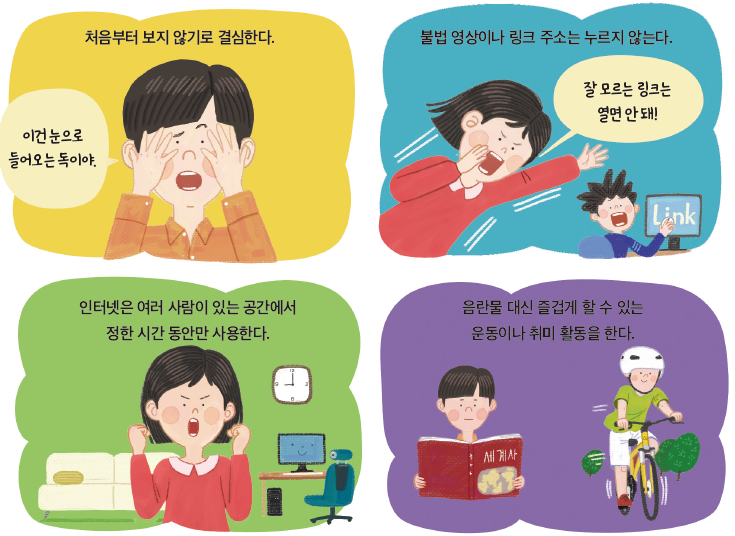 처음부터 보지 않기로 결심한다.
이건 눈으로
들어오는 독이야.
불법 영상이나 링크 주소는 누르지 않는다.
잘 모르는 링크는
열면 안 돼!
Link
인터넷은 여러 사람이 있는 공간에서
정한 시간 동안만 사용한다.
12
3
6
9
음란물 대신 즐겁게 할 수 있는
운동이나 취미 활동을 한다.
세계사